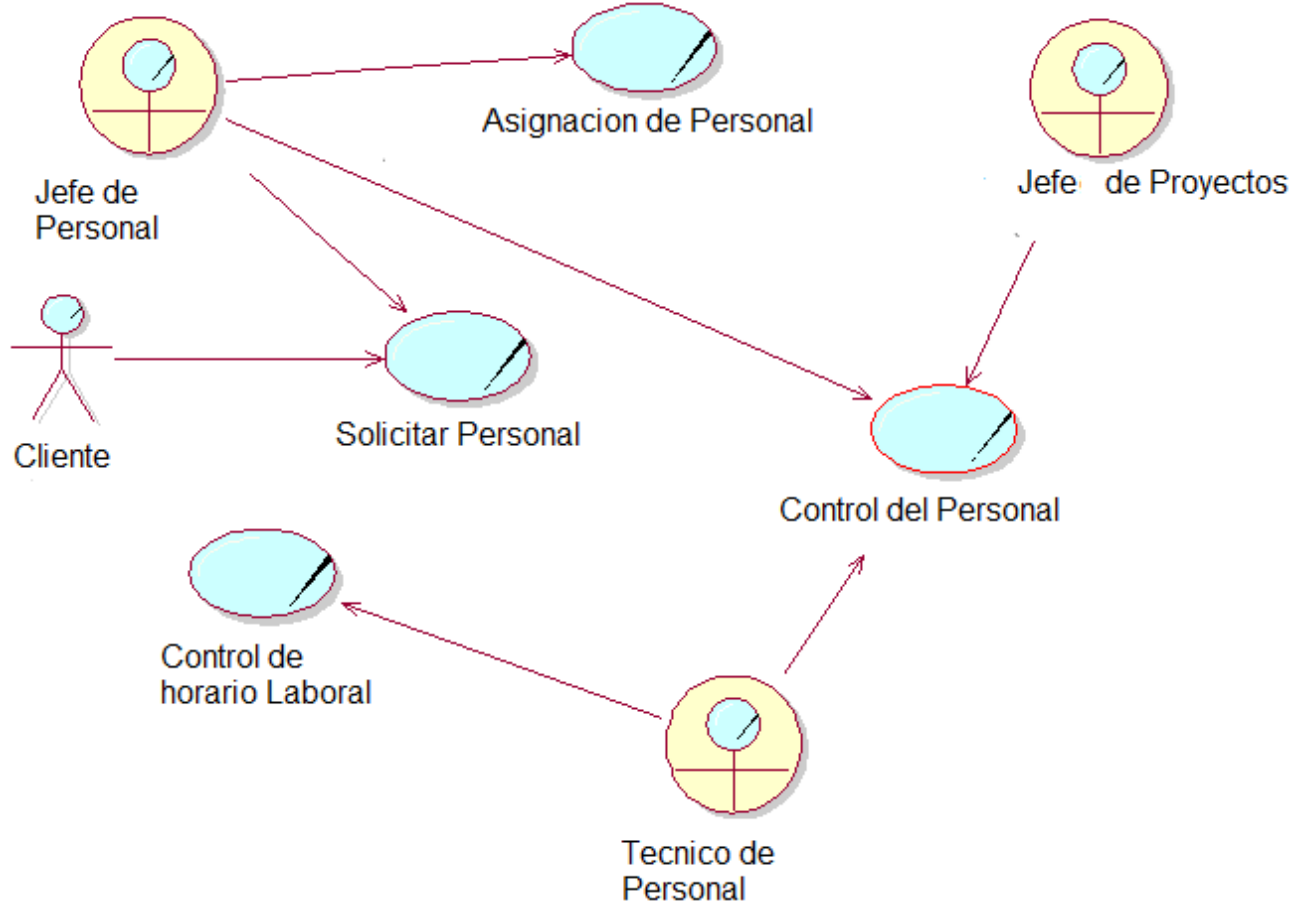 Asignacion de Personal
Jefe de
Personal
Jefe de Proyectos
Cliente
Solicitar Personal
Control del Personal
Control de
horario Laboral
Tecnico de
Personal